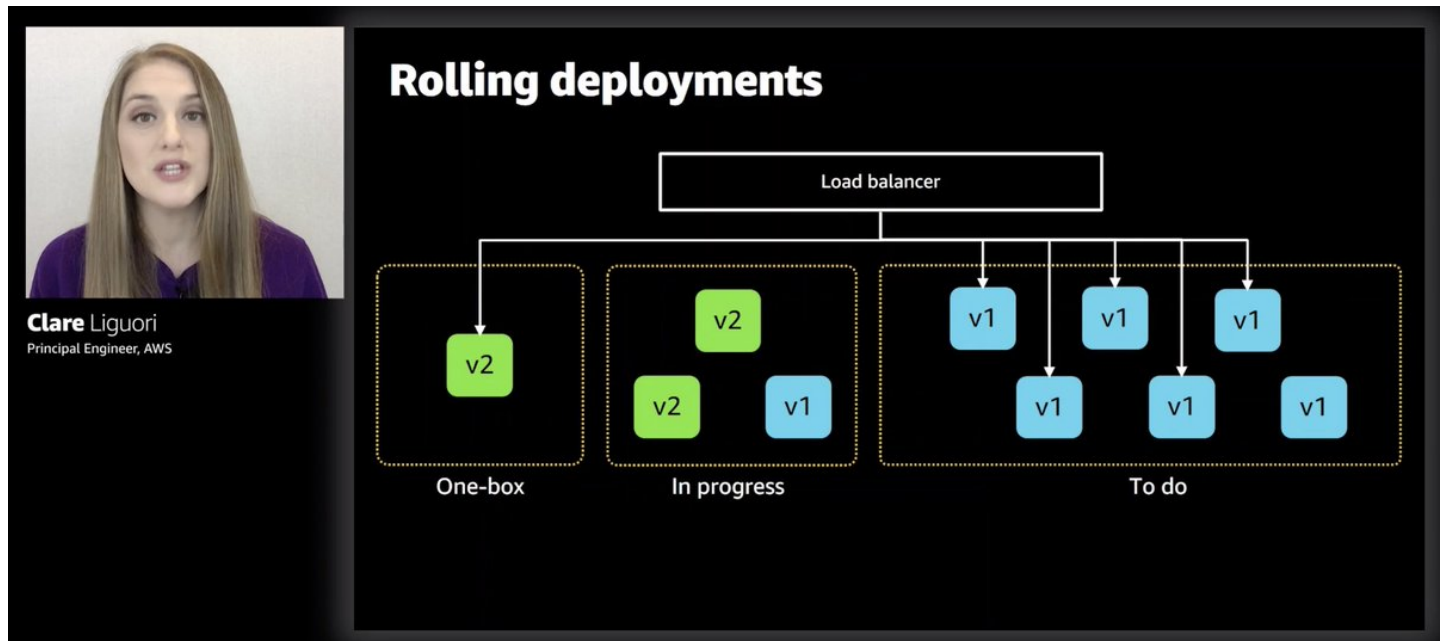 Rolling deployments
Load balancer
v2
v2
v2
v1
v1
v1
v1
v1
v1
v1
One-box
In progress
To do
Clare Liguori
Principal Engineer, AWS